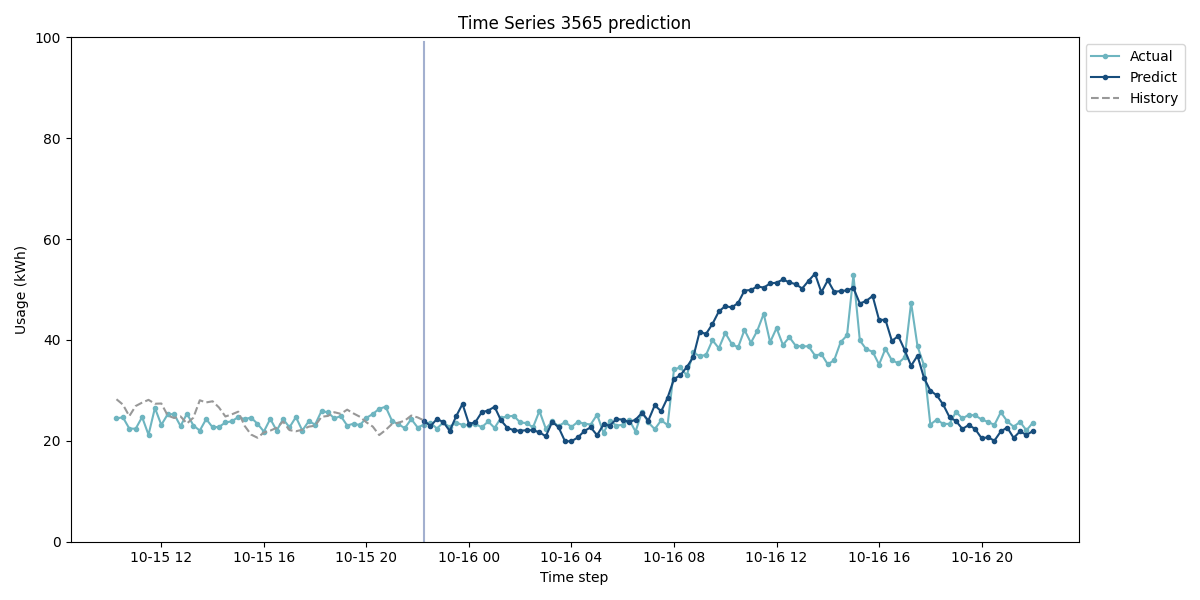 Time Series 3565 prediction
100
80
60
40
20
0
Usage (kWh)
10-15 12
10-15 16
10-15 20
10-16 00
10-16 04
10-16 08
10-16 12
10-16 16
10-16 20
Time step
Actual
Predict
History